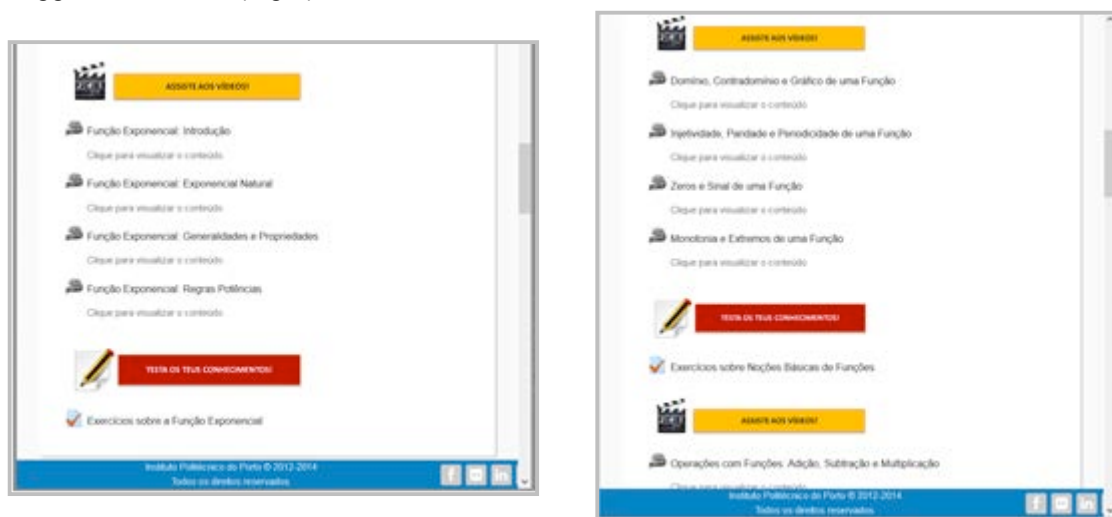 ASSISTE AOS VÍDEOS!
Função Exponencial: Introdução
Clique para visualizar o conteúdo
Função Exponencial: Exponencial Natural
Clique para visualizar o conteúdo
Função Exponencial: Generalidades e Propriedades
Clique para visualizar o conteúdo
Função Exponencial: Regras Potências
Clique para visualizar o conteúdo
TESTA OS TEUS CONHECIMENTOS!
Exercícios sobre a Função Exponencial
Instituto Politécnico do Porto © 2012-2014
Todos os direitos reservados
ASSISTE AOS VÍDEOS!
Domínio, Contradomínio e Gráfico de uma Função
Clique para visualizar o conteúdo
Injetividade, Paridade e Periodicidade de uma Função
Clique para visualizar o conteúdo
Zeros e Sinal de uma Função
Clique para visualizar o conteúdo
Monotonia e Extremos de uma Função
Clique para visualizar o conteúdo
TESTA OS TEUS CONHECIMENTOS!
Exercícios sobre Noções Básicas de Funções
ASSISTE AOS VÍDEOS!
Operações com Funções: Adição, Subtração e Multiplicação
Clique para visualizar o conteúdo
Instituto Politécnico do Porto © 2012-2014
Todos os direitos reservados